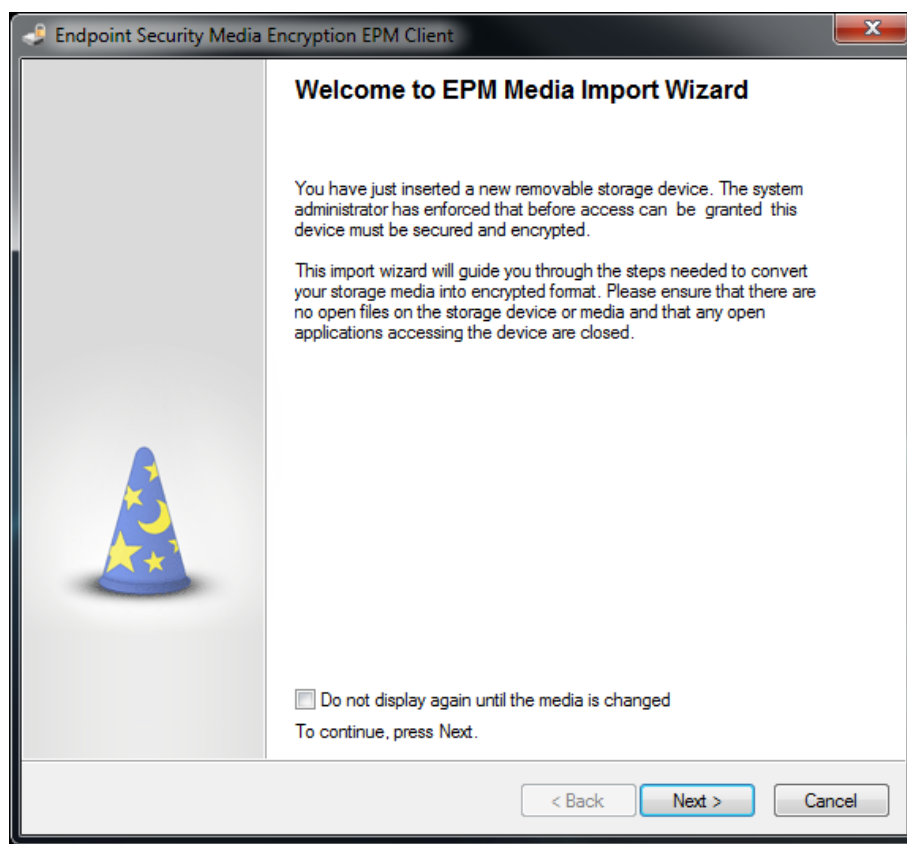 Endpoint Security Media Encryption EPM Client
Welcome to EPM Media Import Wizard
You have just inserted a new removable storage device. The system
administrator has enforced that before access can be granted this
device must be secured and encrypted.
This import wizard will guide you through the steps needed to convert
your storage media into encrypted format. Please ensure that there are
no open files on the storage device or media and that any open
applications accessing the device are closed.
Do not display again until the media is changed
To continue, press Next.
< Back Next > Cancel